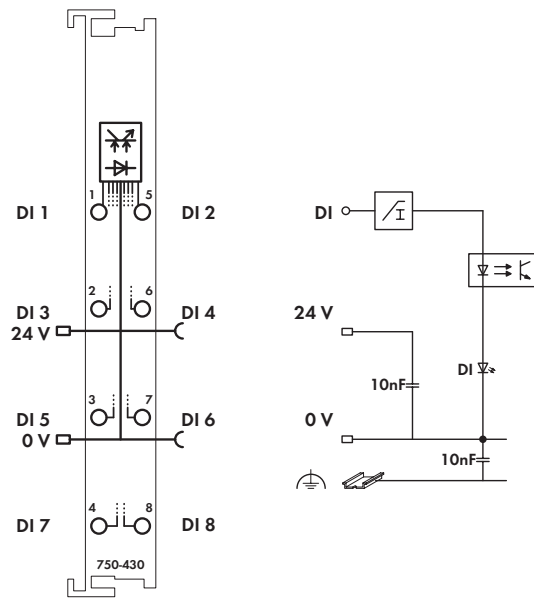 1 5
DI 1 DI 2
2 6
DI 3 DI 4
24 V
3 7
DI 5 DI 6
0 V
4 8
DI 7 DI 8
750-430
I
DI
24 V
DI
10nF
0 V
10nF